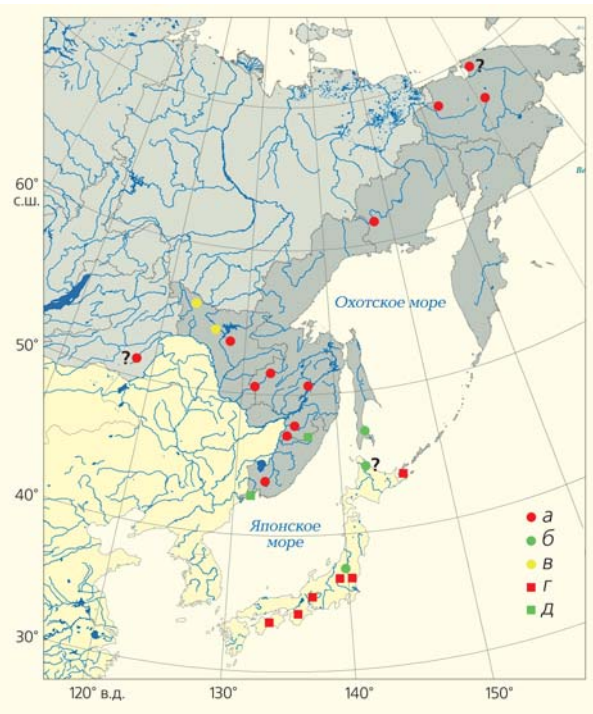 ?
60°
с.ш.
Охотское море
50°
?
?
40°
Японское
море
а
б
в
г
д
30°
120° в.д.
130°
140°
150°